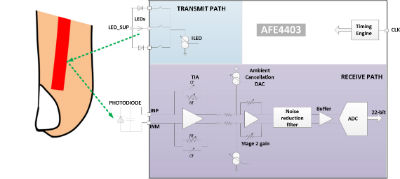 TRANSMIT PATH
LEDs
LED_SUP
ILED
AFE4403
Timing
Engine
CLK
Ambient
Cancellation
DAC
RECEIVE PATH
TIA
PHOTODIODE
INP
INM
Noise
reduction
filter
Buffer
ADC
22-bit
Stage 2 gain